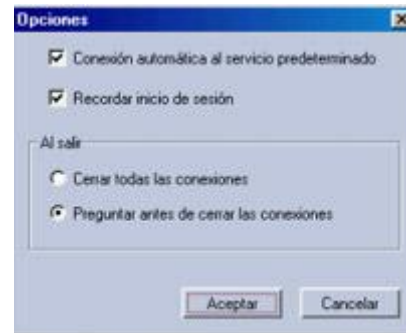 Opciones
Conexión automática al servicio predeterminado
Recordar inicio de sesión
Al salir
Cerrar todas las conexiones
Preguntar antes de cerrar las conexiones
Aceptar Cancelar